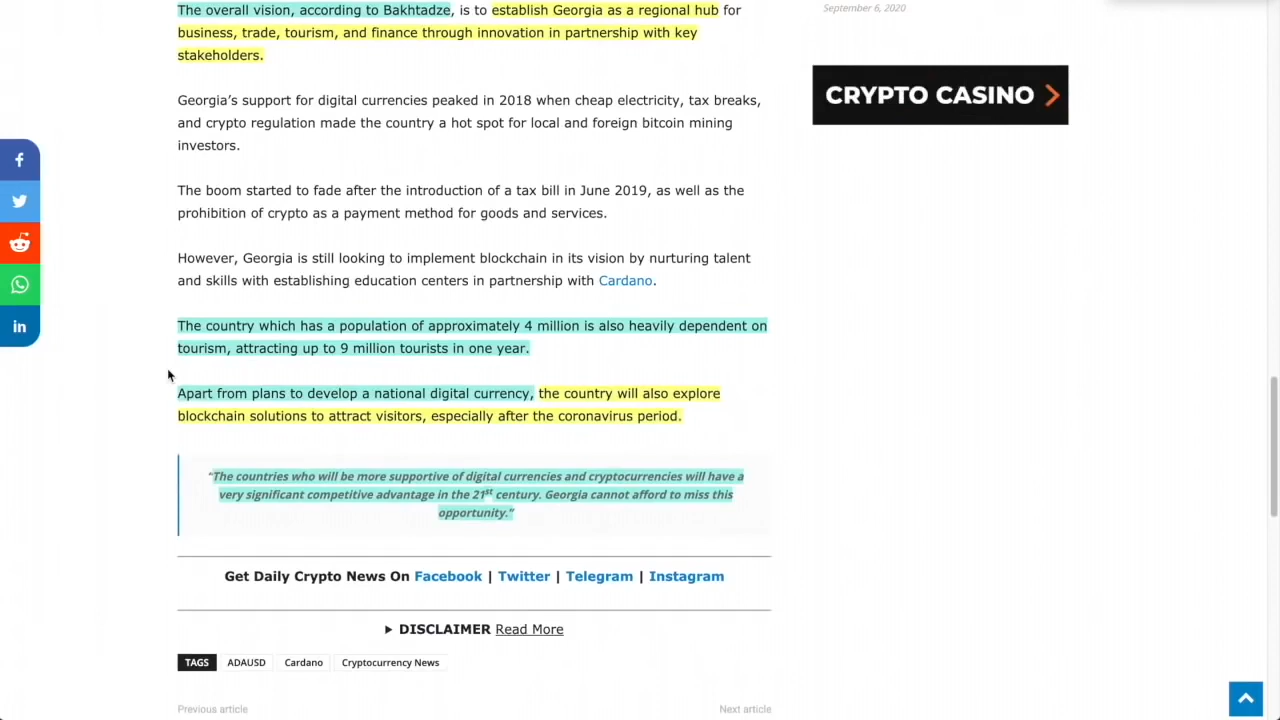 The overall vision, according to Bakhtadze, is to establish Georgia as a regional hub for
business, trade, tourism, and finance through innovation in partnership with key
stakeholders.
Georgia’s support for digital currencies peaked in 2018 when cheap electricity, tax breaks,
and crypto regulation made the country a hot spot for local and foreign bitcoin mining
investors.
The boom started to fade after the introduction of a tax bill in June 2019, as well as the
prohibition of crypto as a payment method for goods and services.
However, Georgia is still looking to implement blockchain in its vision by nurturing talent
and skills with establishing education centers in partnership with Cardano.
The country which has a population of approximately 4 million is also heavily dependent on
tourism, attracting up to 9 million tourists in one year.
Apart from plans to develop a national digital currency, the country will also explore
blockchain solutions to attract visitors, especially after the coronavirus period.
“The countries who will be more supportive of digital currencies and cryptocurrencies will have a
very significant competitive advantage in the 21st century. Georgia cannot afford to miss this
opportunity.”
Get Daily Crypto News On Facebook | Twitter | Telegram | Instagram
DISCLAIMER Read More
TAGS ADAUSD Cardano Cryptocurrency News
Previous article Next article
September 6, 2020
CRYPTO CASINO